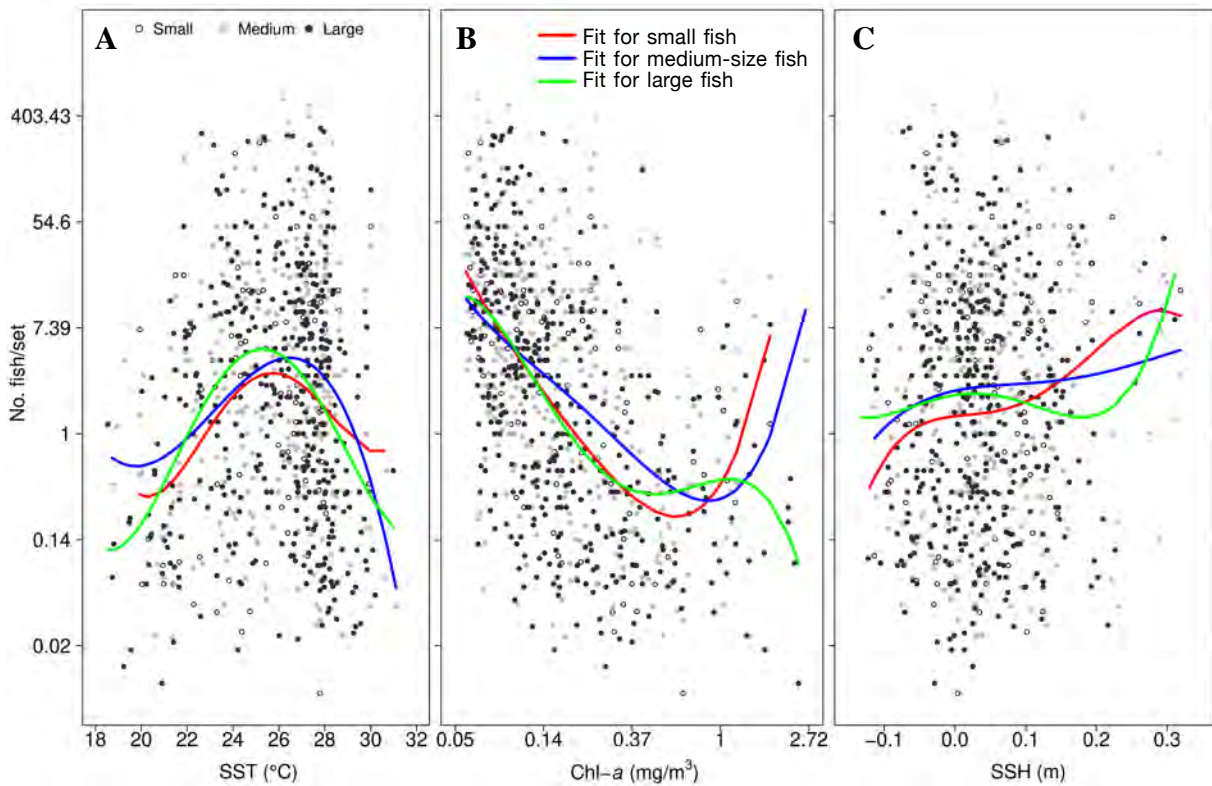 A
Small Medium Large
B
Fit for small fish
Fit for medium-size fish
Fit for large fish
C
No. fish/set
403.43
54.6
7.39
1
0.14
0.02
18 20 22 24 26 28 30 32
SST (°C)
0.05 0.14 0.37 1 2.72
Chl-a (mg/m³)
−0.1 0.0 0.1 0.2 0.3
SSH (m)